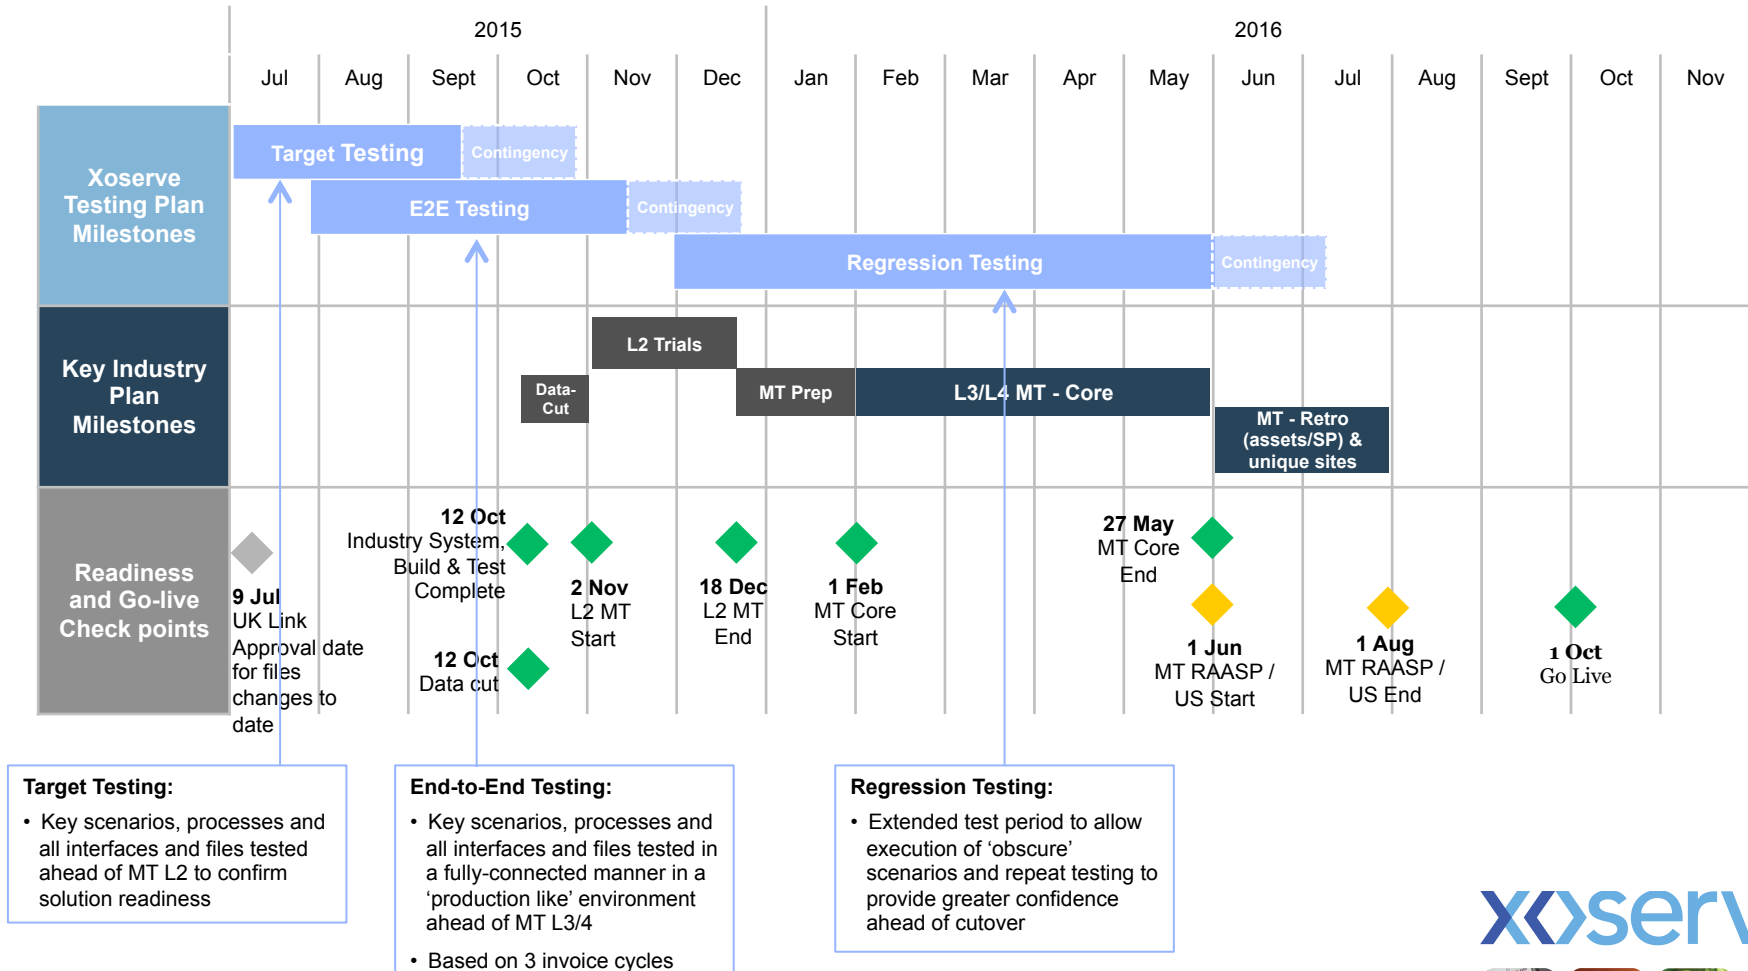 2015
2016
Jul
Aug
Sept
Oct
Nov
Dec
Jan
Feb
Mar
Apr
May
Jun
Jul
Aug
Sept
Oct
Nov
Xoserve
Testing Plan
Milestones
Target Testing
Contingency
E2E Testing
Contingency
Regression Testing
Contingency
Key Industry
Plan
Milestones
L2 Trials
Data-
Cut
MT Prep
L3/L4 MT - Core
MT - Retro
(assets/SP) &
unique sites
Readiness
and Go-live
Check points
9 Jul
UK Link
Approval date
for files
changes to
date
12 Oct
Industry System,
Build & Test
Complete
12 Oct
Data cut
2 Nov
L2 MT
Start
18 Dec
L2 MT
End
1 Feb
MT Core
Start
27 May
MT Core
End
1 Jun
MT RAASP /
US Start
1 Aug
MT RAASP /
US End
1 Oct
Go Live
Target Testing:
• Key scenarios, processes and
all interfaces and files tested
ahead of MT L2 to confirm
solution readiness
End-to-End Testing:
• Key scenarios, processes and
all interfaces and files tested in
a fully-connected manner in a
‘production like’ environment
ahead of MT L3/4
• Based on 3 invoice cycles
Regression Testing:
• Extended test period to allow
execution of ‘obscure’
scenarios and repeat testing to
provide greater confidence
ahead of cutover
xoserv